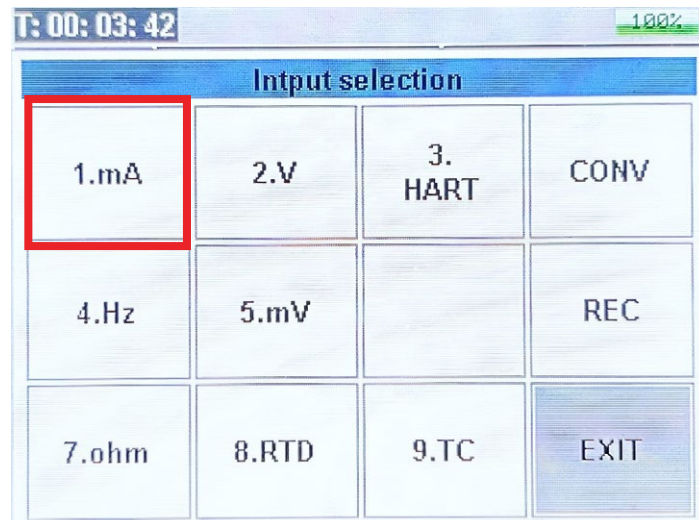 T: 00: 03: 42
100%
Intput selection
1.mA
2.V
3.
HART
CONV
4.Hz
5.mV
REC
7.ohm
8.RTD
9.TC
EXIT